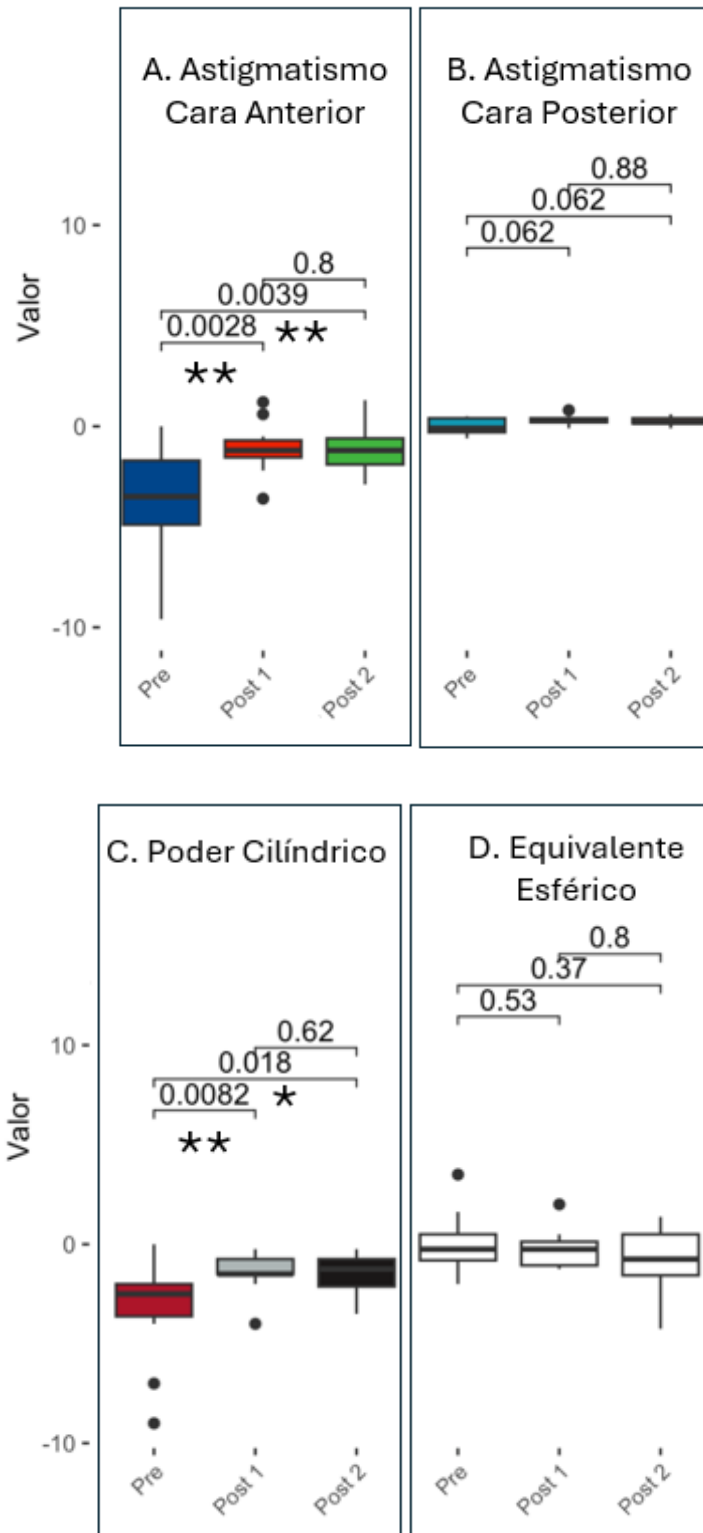 A. Astigmatismo
Cara Anterior
B. Astigmatismo
Cara Posterior
0.88
0.062
0.062
10
0.8
0.0039
0.0028
**
**
Valor
0
-10
Pre
Post 1
Post 2
Pre
Post 1
Post 2
C. Poder Cilíndrico
D. Equivalente
Esférico
0.8
0.37
0.53
10
0.62
0.018
0.0082
*
**
Valor
0
-10
Pre
Post 1
Post 2
Pre
Post 1
Post 2